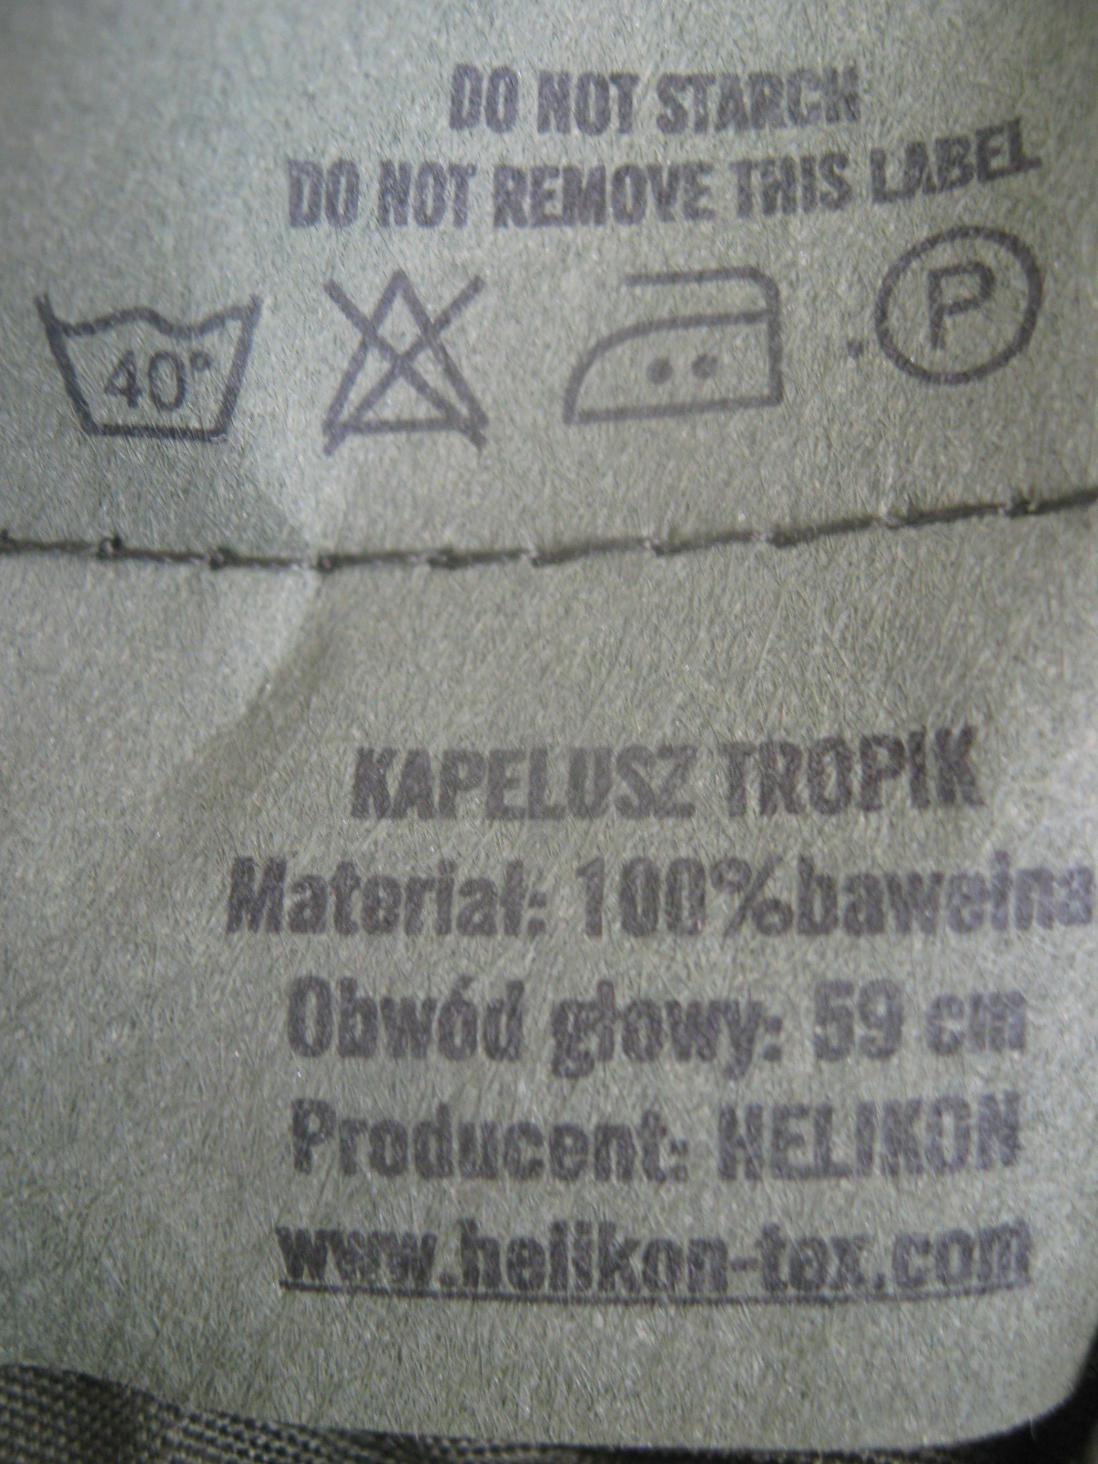 DO NOT STARCH
DO NOT REMOVE THIS LABEL
40° P
KAPELUSZ TROPIK
Materiał: 100%bawełna
Obwód głowy: 59 cm
Producent: HELIKON
www.helikon-tex.com